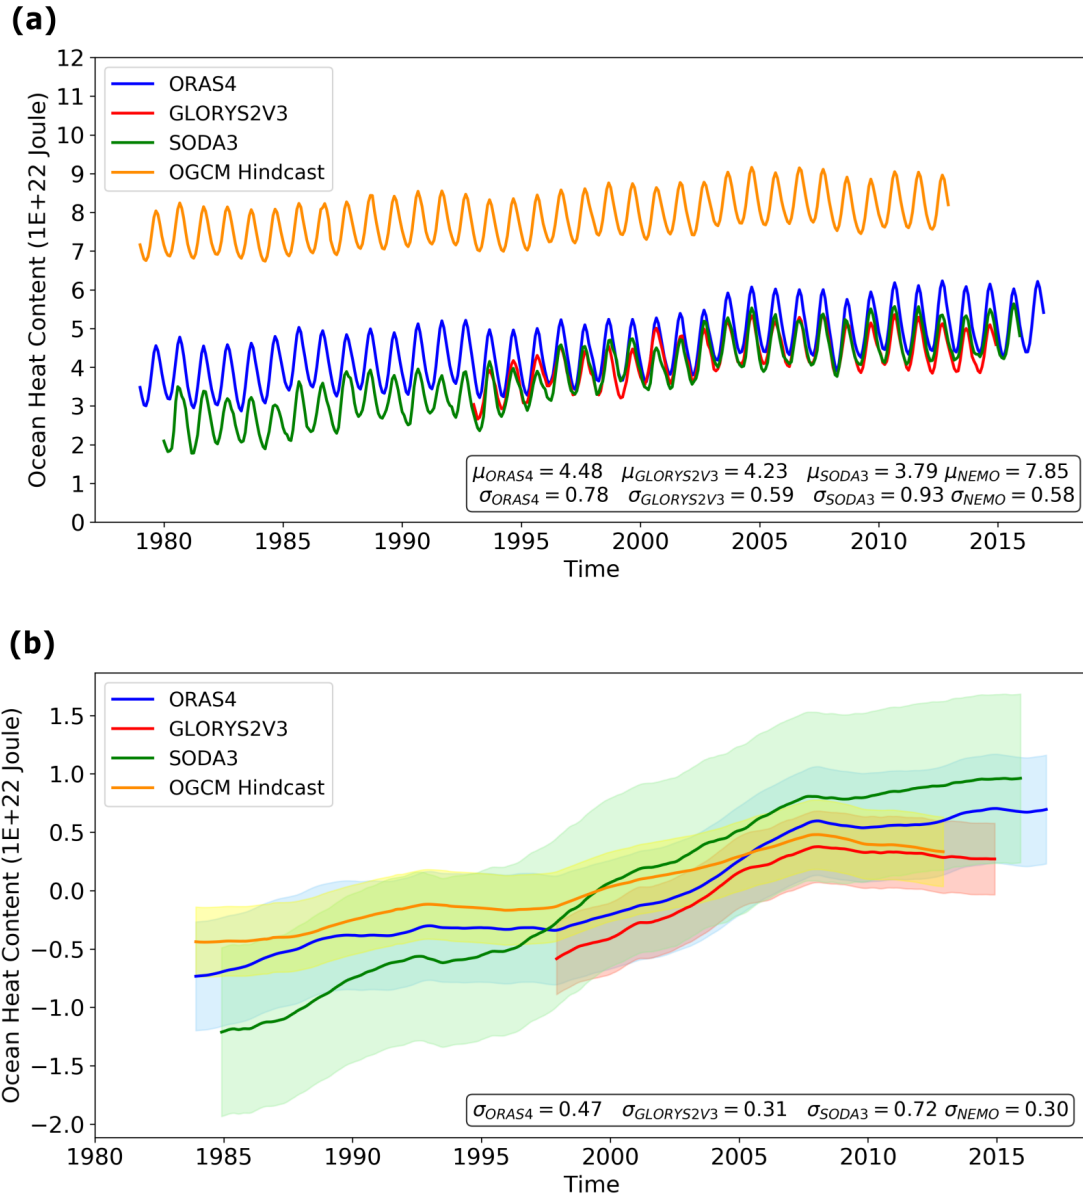 (a)
Ocean Heat Content (1E+22 Joule)
12
11
10
9
8
7
6
5
4
3
2
1
0
ORAS4
GLORYS2V3
SODA3
OGCM Hindcast
μORAS4 = 4.48 μGLORYS2V3 = 4.23 μSODA3 = 3.79 μNEMO = 7.85
σORAS4 = 0.78 σGLORYS2V3 = 0.59 σSODA3 = 0.93 σNEMO = 0.58
1980 1985 1990 1995 2000 2005 2010 2015
Time
(b)
Ocean Heat Content (1E+22 Joule)
1.5
1.0
0.5
0.0
−0.5
−1.0
−1.5
−2.0
ORAS4
GLORYS2V3
SODA3
OGCM Hindcast
σORAS4 = 0.47 σGLORYS2V3 = 0.31 σSODA3 = 0.72 σNEMO = 0.30
1980 1985 1990 1995 2000 2005 2010 2015
Time